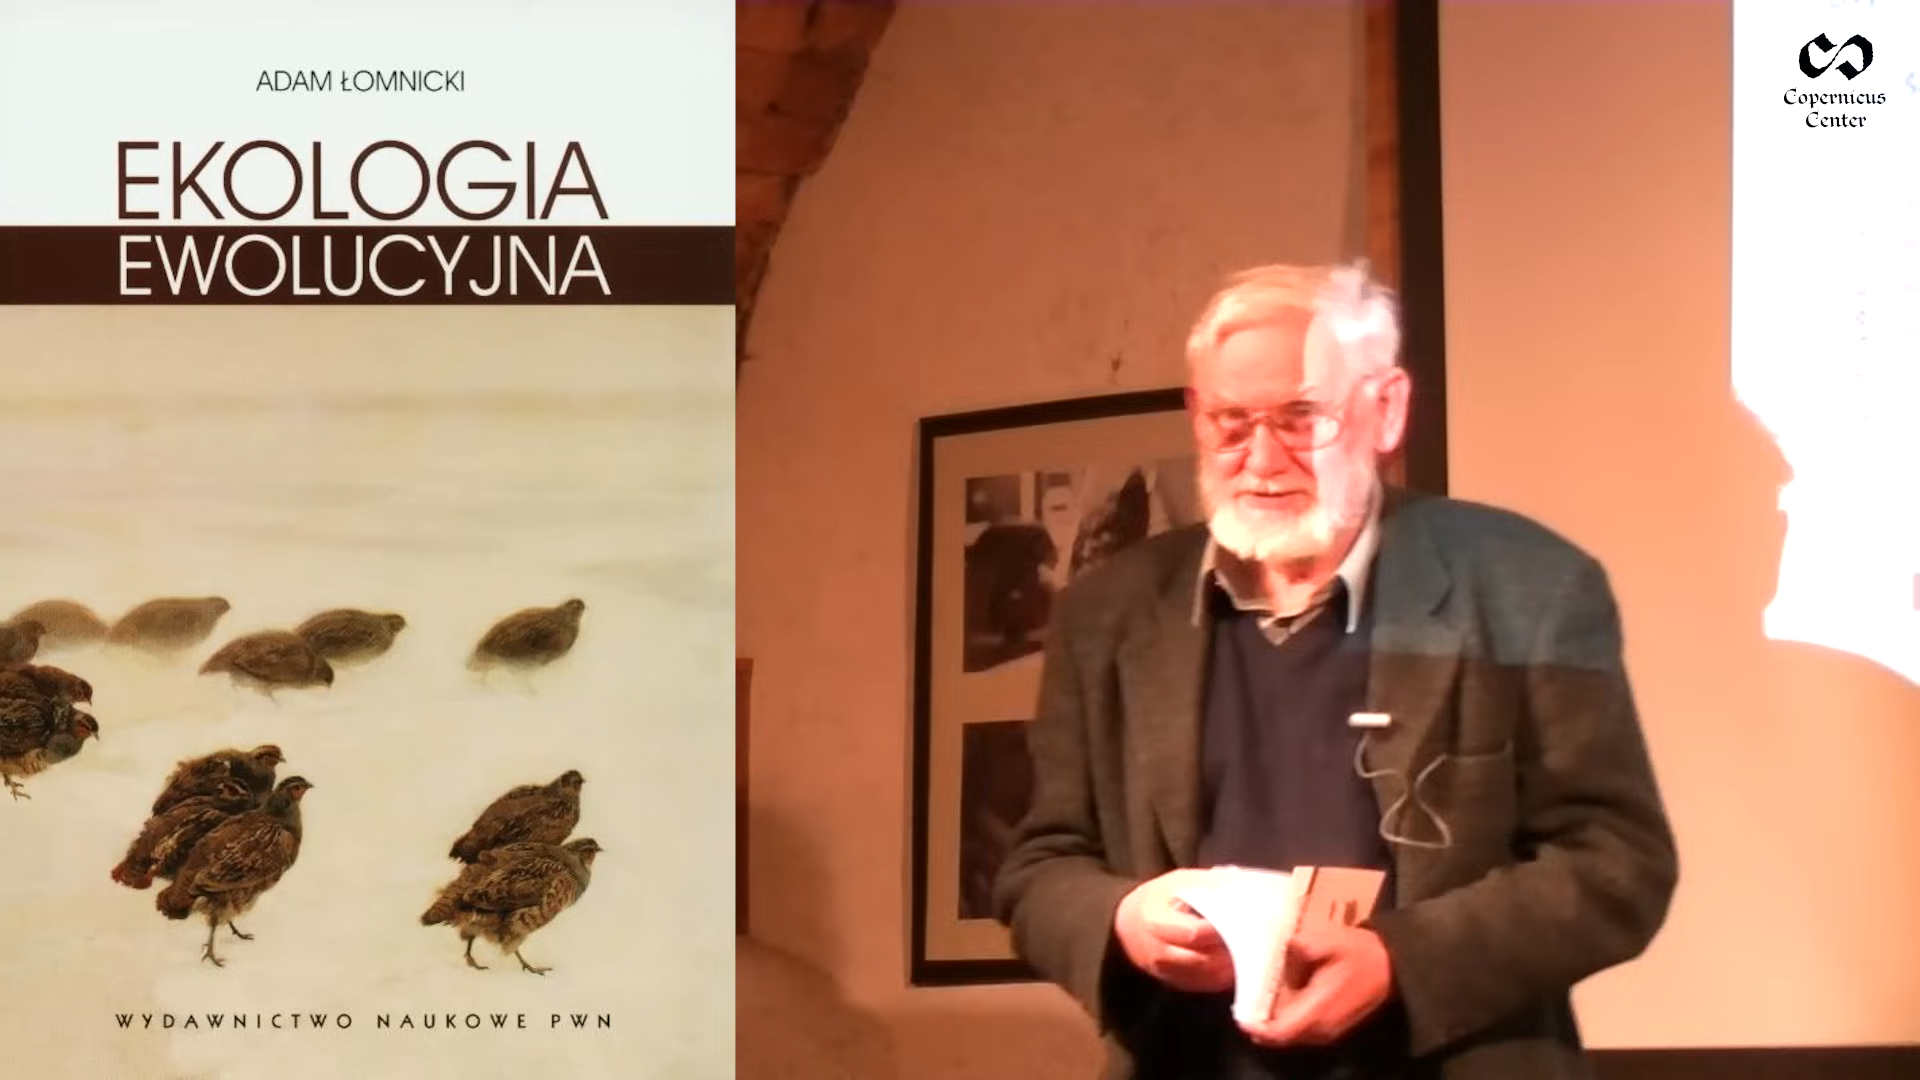 ADAM ŁOMNICKI
EKOLOGIA
EWOLUCYJNA
WYDAWNICTWO NAUKOWE PWN
Copernicus
Center